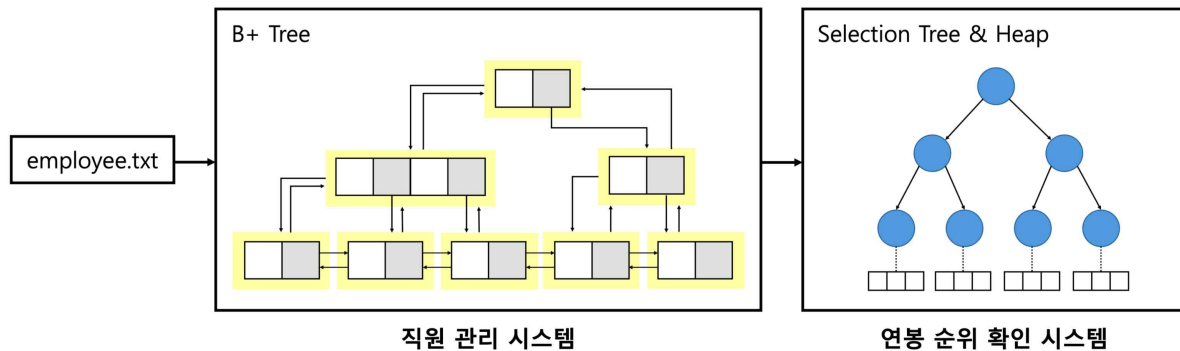 B+ Tree
Selection Tree & Heap
employee.txt
직원 관리 시스템
연봉 순위 확인 시스템